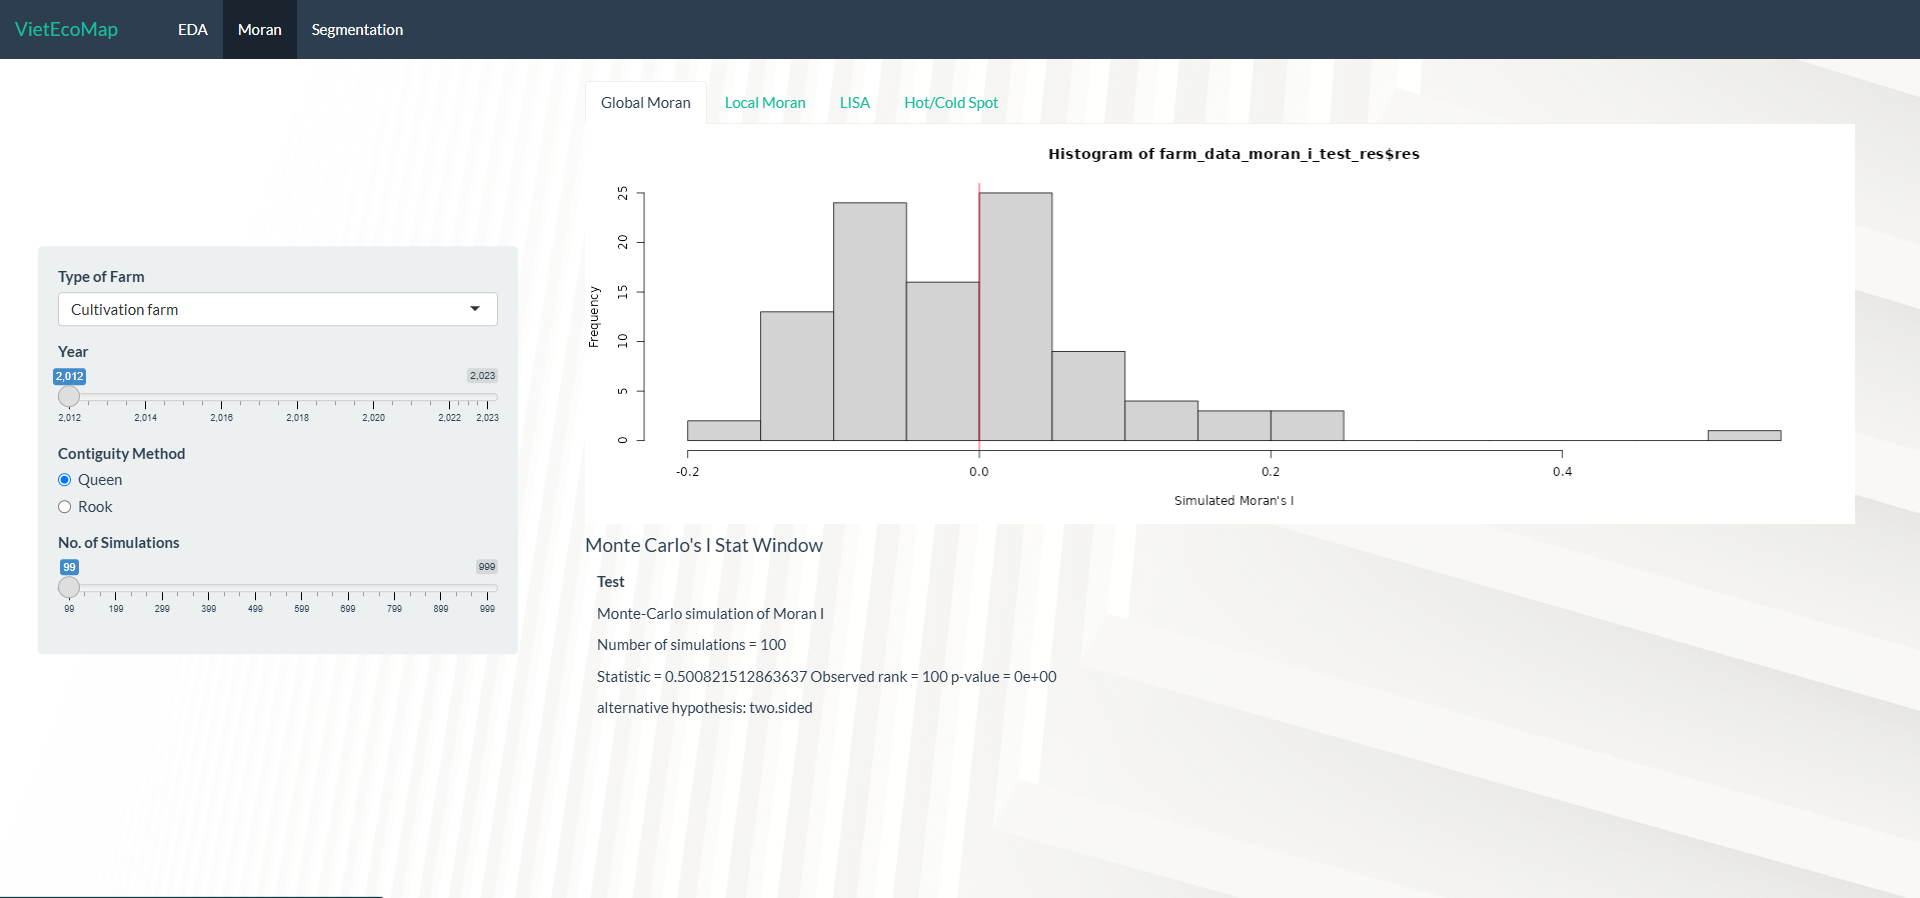 VietEcoMap EDA Moran Segmentation
Global Moran Local Moran LISA Hot/Cold Spot
Type of Farm
Cultivation farm
Year
2,012 2,023
2,012 2,014 2,016 2,018 2,020 2,022 2,023
Contiguity Method
Queen
Rook
No. of Simulations
99 999
99 199 299 399 499 599 699 799 899 999
Histogram of farm_data_moran_i_test_res$res
Frequency
25
20
15
10
5
0
-0.2 0.0 0.2 0.4
Simulated Moran's I
Monte Carlo's I Stat Window
Test
Monte-Carlo simulation of Moran I
Number of simulations = 100
Statistic = 0.500821512863637 Observed rank = 100 p-value = 0e+00
alternative hypothesis: two.sided